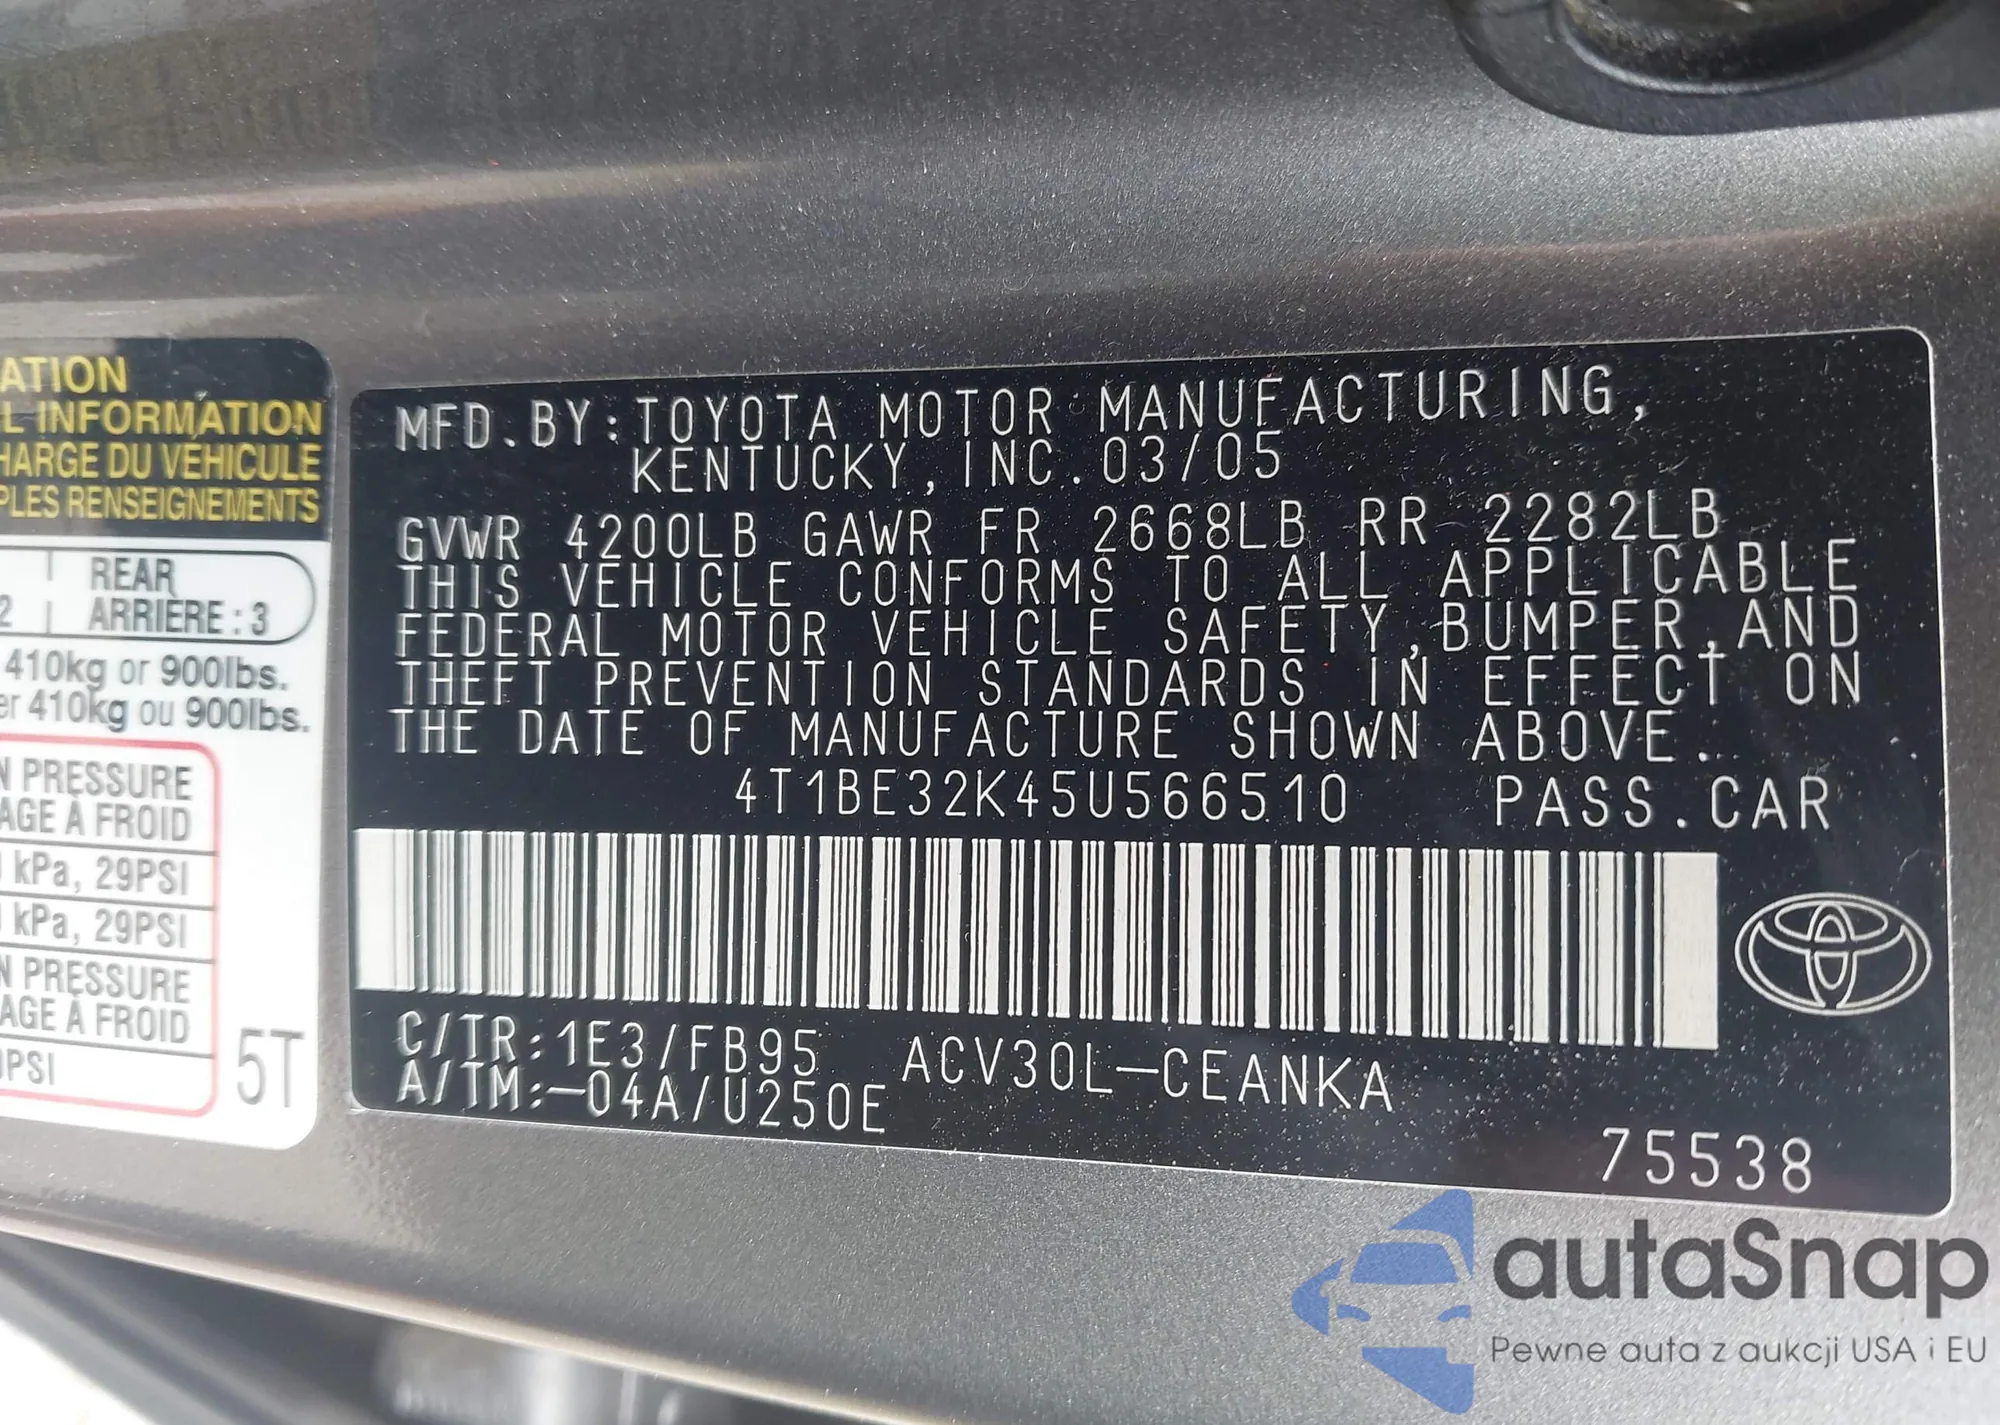 ATION
L INFORMATION
HARGE DU VÉHICULE
PLES RENSEIGNEMENTS
2
REAR
ARRIÈRE : 3
410kg or 900lbs.
er 410kg ou 900lbs.
N PRESSURE
AGE À FROID
kPa, 29PSI
kPa, 29PSI
N PRESSURE
AGE À FROID
PSI
5T
MFD.BY:TOYOTA MOTOR MANUFACTURING,
KENTUCKY, INC. 03/05
GVWR 4200LB GAWR FR 2668LB RR 2282LB
THIS VEHICLE CONFORMS TO ALL APPLICABLE
FEDERAL MOTOR VEHICLE SAFETY,BUMPER,AND
THEFT PREVENTION STANDARDS IN EFFECT ON
THE DATE OF MANUFACTURE SHOWN ABOVE.
4T1BE32K45U566510 PASS.CAR
C/TR:1E3/FB95 ACV30L-CEANKA
A/TM:-04A/U250E
75538
autaSnap
Pewne auta z aukcji USA i EU